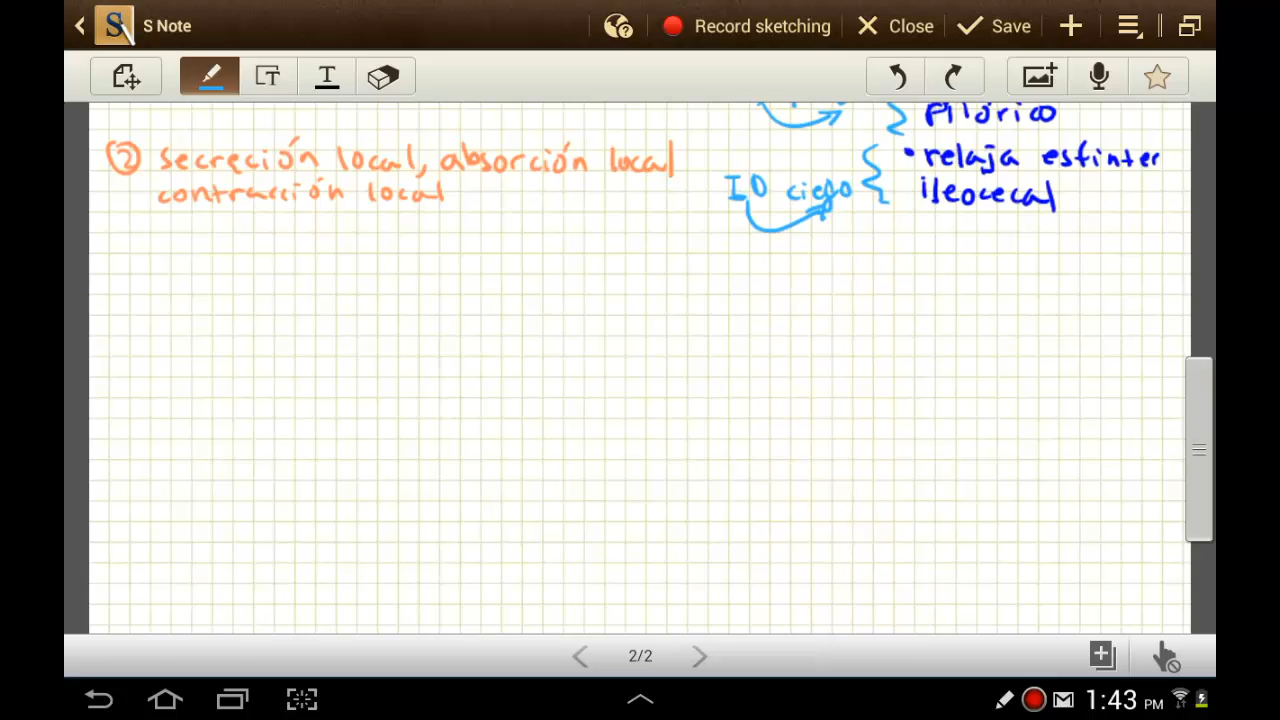 S Note
Record sketching
Close
Save
T
T
Pilórico
② secreción local, absorción local
contracción local
• relaja esfinter
ileocecal
ID ciego
2/2
1:43 PM